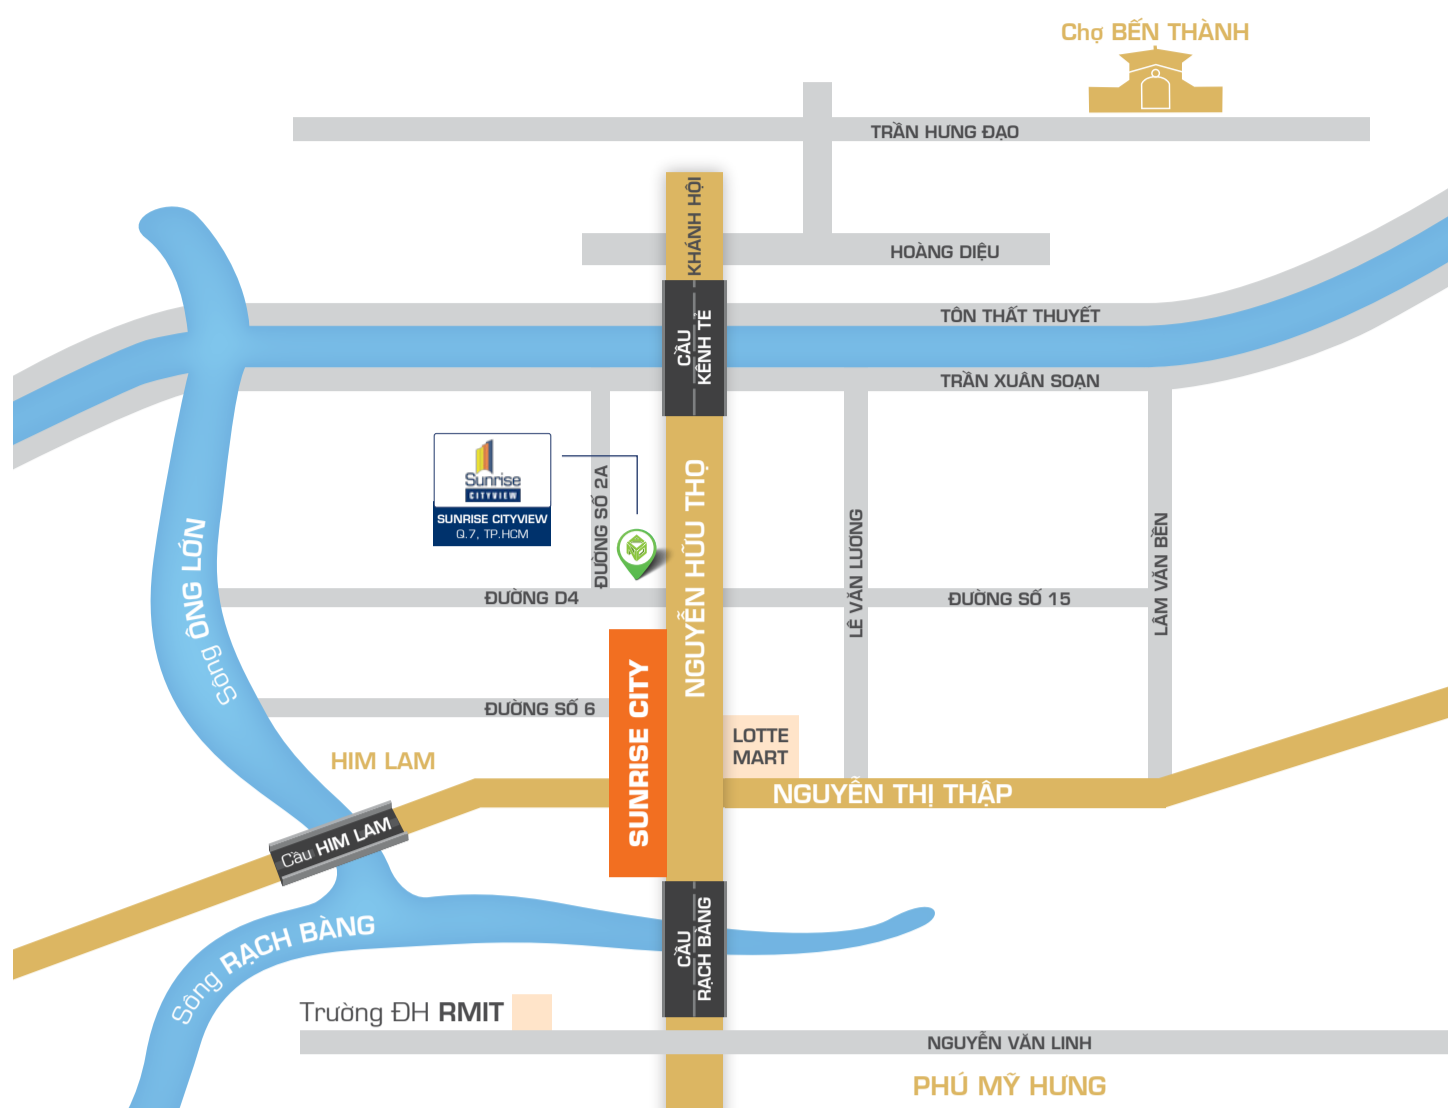 Chợ BẾN THÀNH
TRẦN HƯNG ĐẠO
KHÁNH HỘI
HOÀNG DIỆU
TÔN THẤT THUYẾT
CẦU
KÊNH TẺ
TRẦN XUÂN SOẠN
Sunrise
CITYVIEW
SUNRISE CITYVIEW
Q.7, TP.HCM
ĐƯỜNG SỐ 2A
NGUYỄN HỮU THỌ
LÊ VĂN LƯƠNG
LÂM VĂN BỀN
Sông ÔNG LỚN
ĐƯỜNG D4
ĐƯỜNG SỐ 15
SUNRISE CITY
ĐƯỜNG SỐ 6
LOTTE
MART
HIM LAM
NGUYỄN THỊ THẬP
Cầu HIM LAM
Sông RẠCH BÀNG
CẦU
RẠCH BÀNG
Trường ĐH RMIT
NGUYỄN VĂN LINH
PHÚ MỸ HƯNG